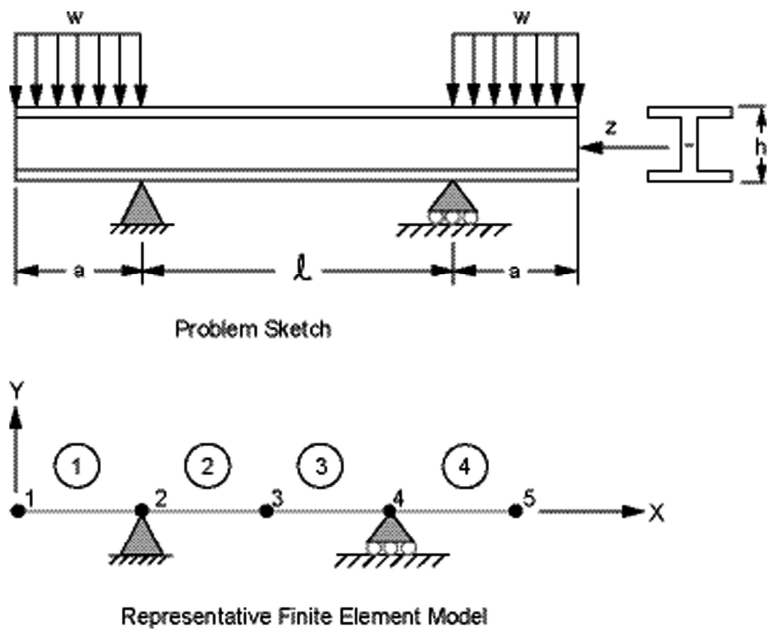 w w
z h
a ℓ a
Problem Sketch
Y
1 2 3 4
1 2 3 4 5 X
Representative Finite Element Model